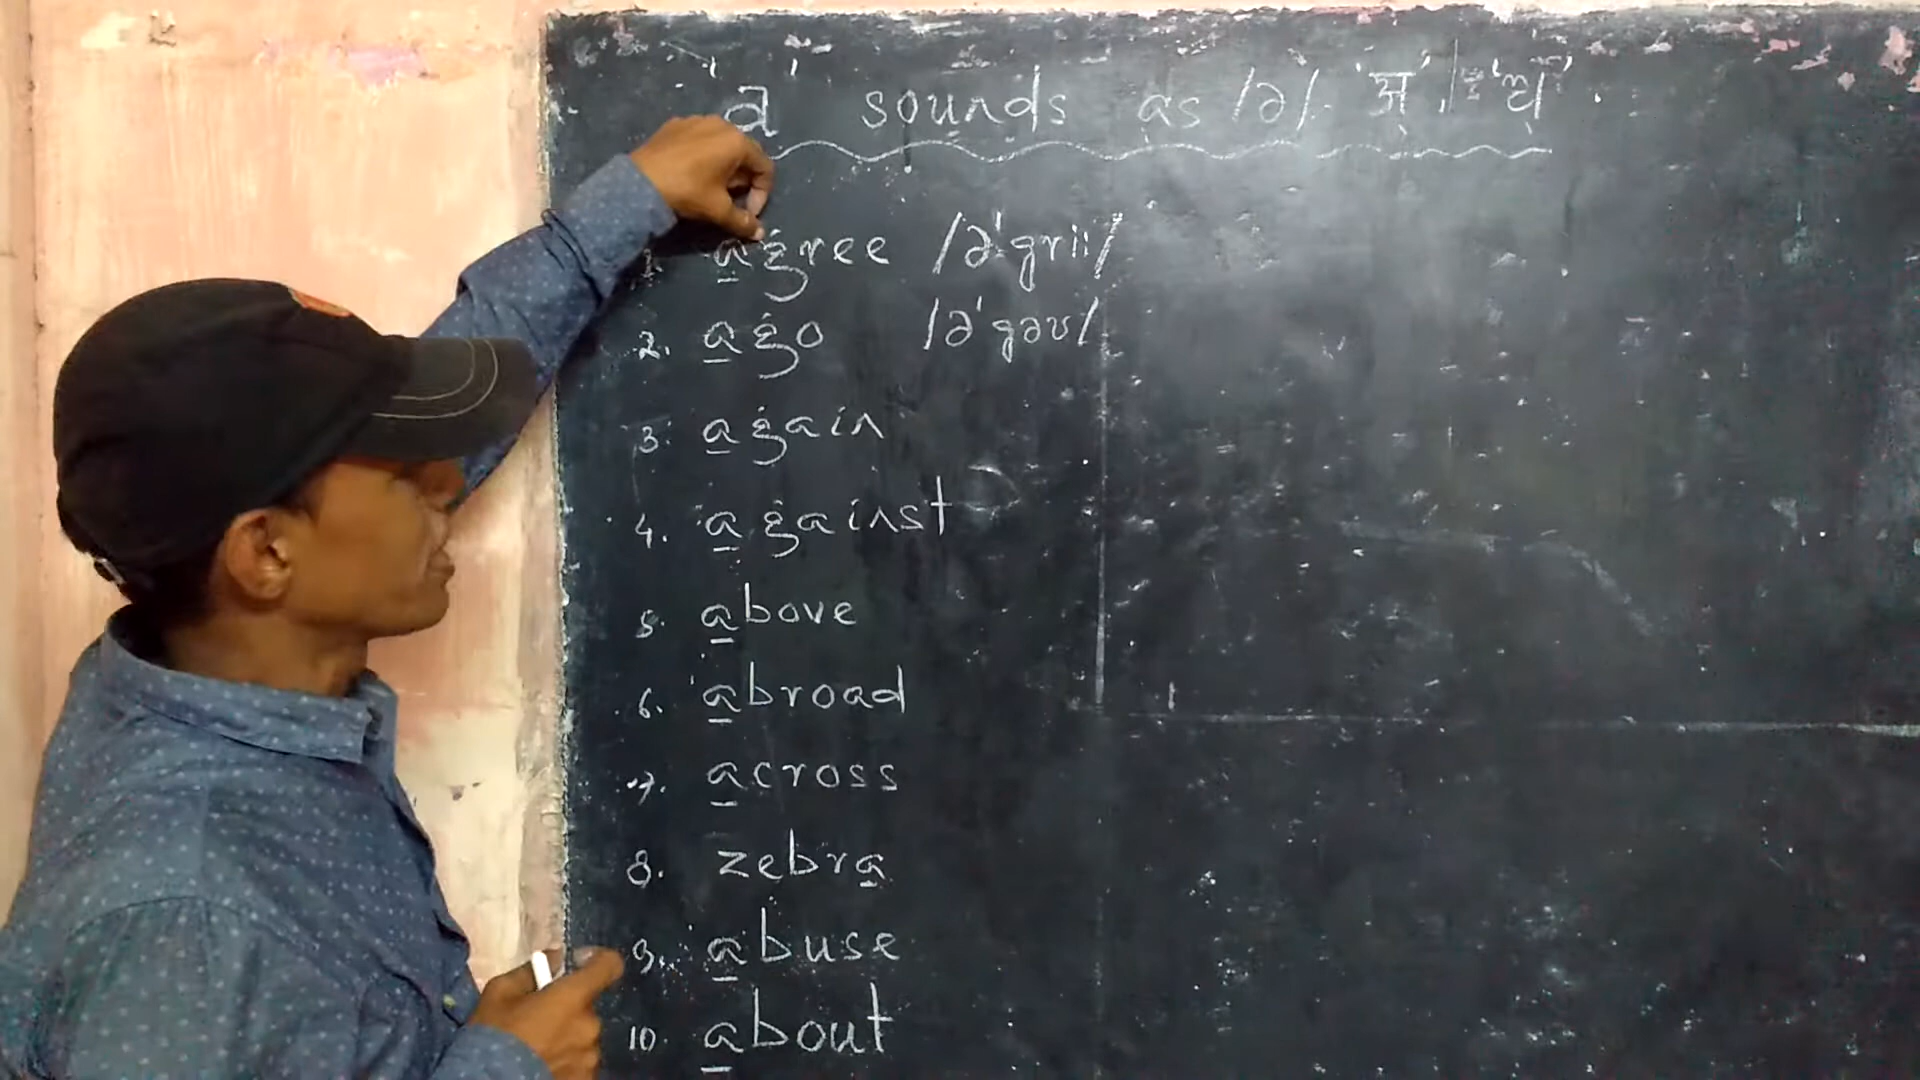 'a' sounds as /ə/. 'अ'
1. agree /ə'grii/
2. ago /ə'gəʊ/
3. again
4. against
5. above
6. abroad
7. across
8. zebra
9. abuse
10. about